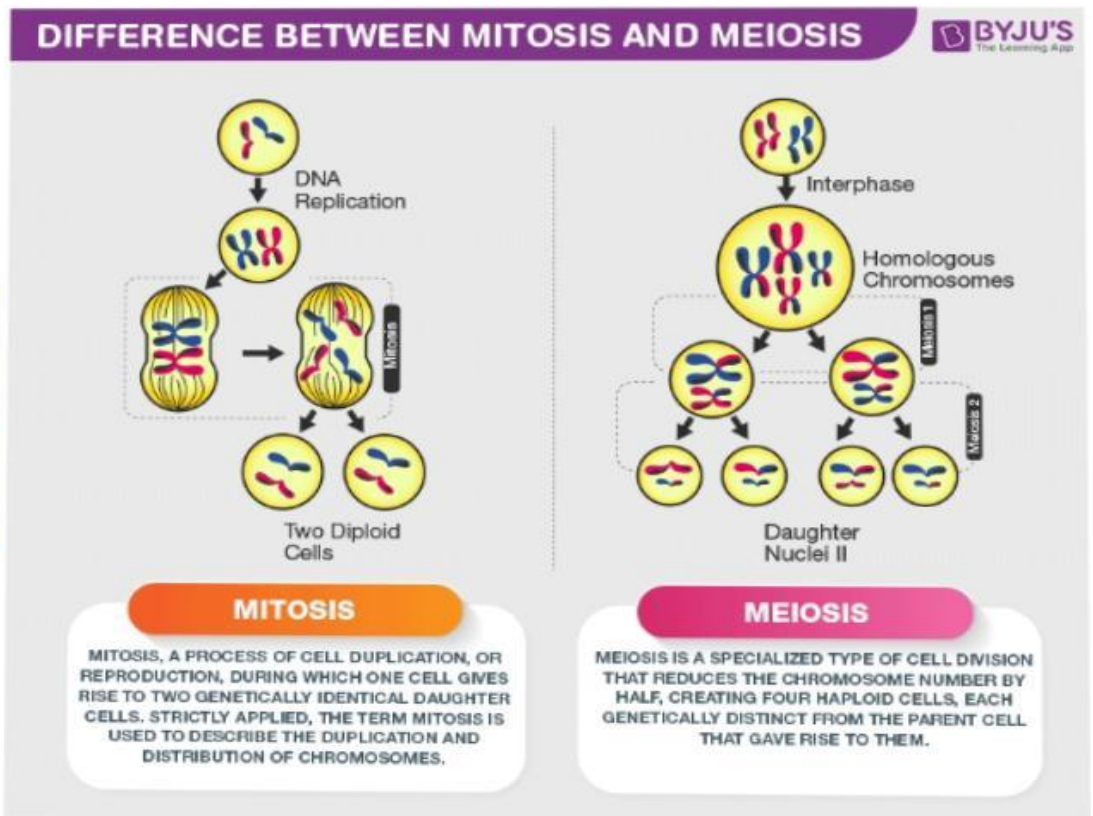 DIFFERENCE BETWEEN MITOSIS AND MEIOSIS
BYJU'S
The Learning App
DNA
Replication
Mitosis
Two Diploid
Cells
Interphase
Homologous
Chromosomes
Meiosis 1
Meiosis 2
Daughter
Nuclei II
MITOSIS
MITOSIS, A PROCESS OF CELL DUPLICATION, OR
REPRODUCTION, DURING WHICH ONE CELL GIVES
RISE TO TWO GENETICALLY IDENTICAL DAUGHTER
CELLS. STRICTLY APPLIED, THE TERM MITOSIS IS
USED TO DESCRIBE THE DUPLICATION AND
DISTRIBUTION OF CHROMOSOMES.
MEIOSIS
MEIOSIS IS A SPECIALIZED TYPE OF CELL DIVISION
THAT REDUCES THE CHROMOSOME NUMBER BY
HALF, CREATING FOUR HAPLOID CELLS, EACH
GENETICALLY DISTINCT FROM THE PARENT CELL
THAT GAVE RISE TO THEM.